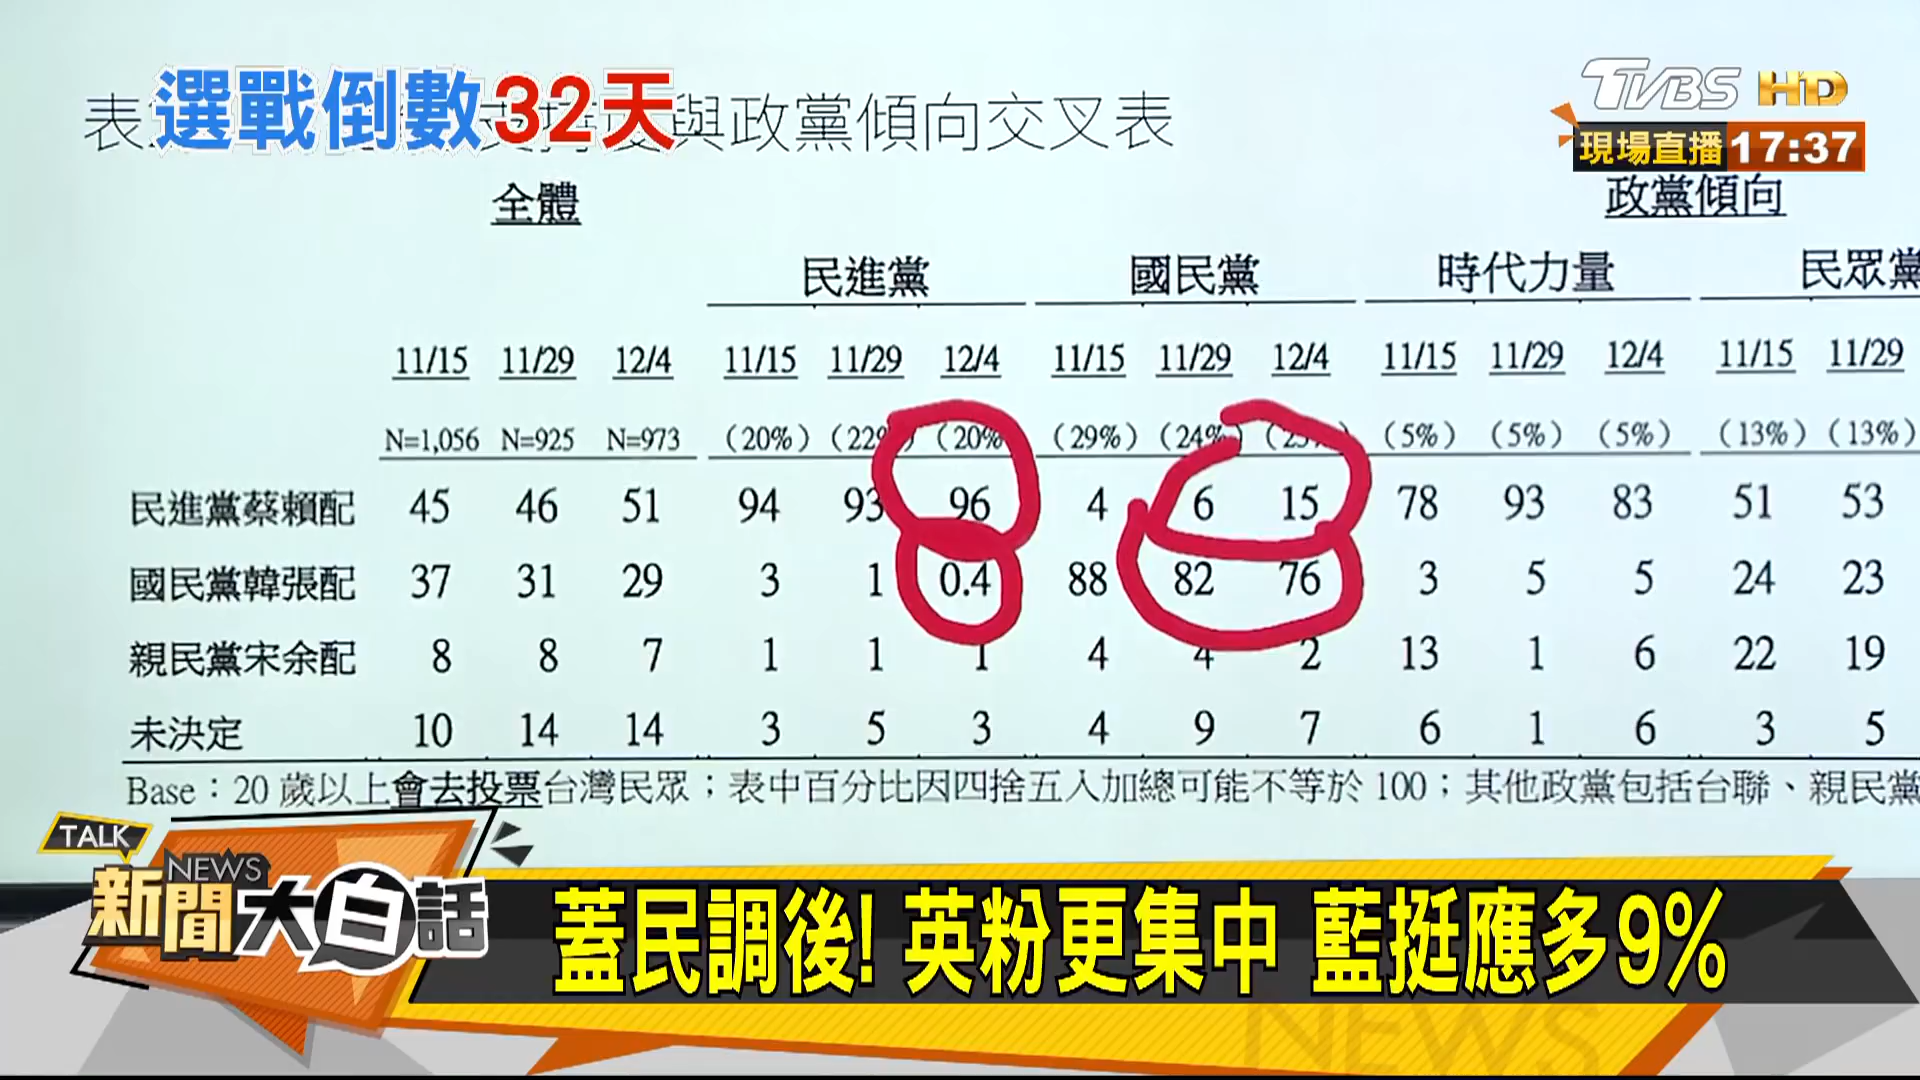 選戰倒數32天
TVBS HD
現場直播 17:37
表 與政黨傾向交叉表
全體 政黨傾向
民進黨 國民黨 時代力量 民眾黨
11/15 11/29 12/4 11/15 11/29 12/4 11/15 11/29 12/4 11/15 11/29 12/4 11/15 11/29
N=1,056 N=925 N=973 (20%) (22%) (20% (29%) (24%) (5%) (5%) (5%) (13%) (13%)
民進黨蔡賴配 45 46 51 94 93 96 4 6 15 78 93 83 51 53
國民黨韓張配 37 31 29 3 1 0.4 88 82 76 3 5 5 24 23
親民黨宋余配 8 8 7 1 1 1 4 4 2 13 1 6 22 19
未決定 10 14 14 3 5 3 4 9 7 6 1 6 3 5
Base：20 歲以上會去投票台灣民眾；表中百分比因四捨五入加總可能不等於 100；其他政黨包括台聯、親民黨
TALK
NEWS
新聞大白話
蓋民調後! 英粉更集中 藍挺應多9%
NEWS